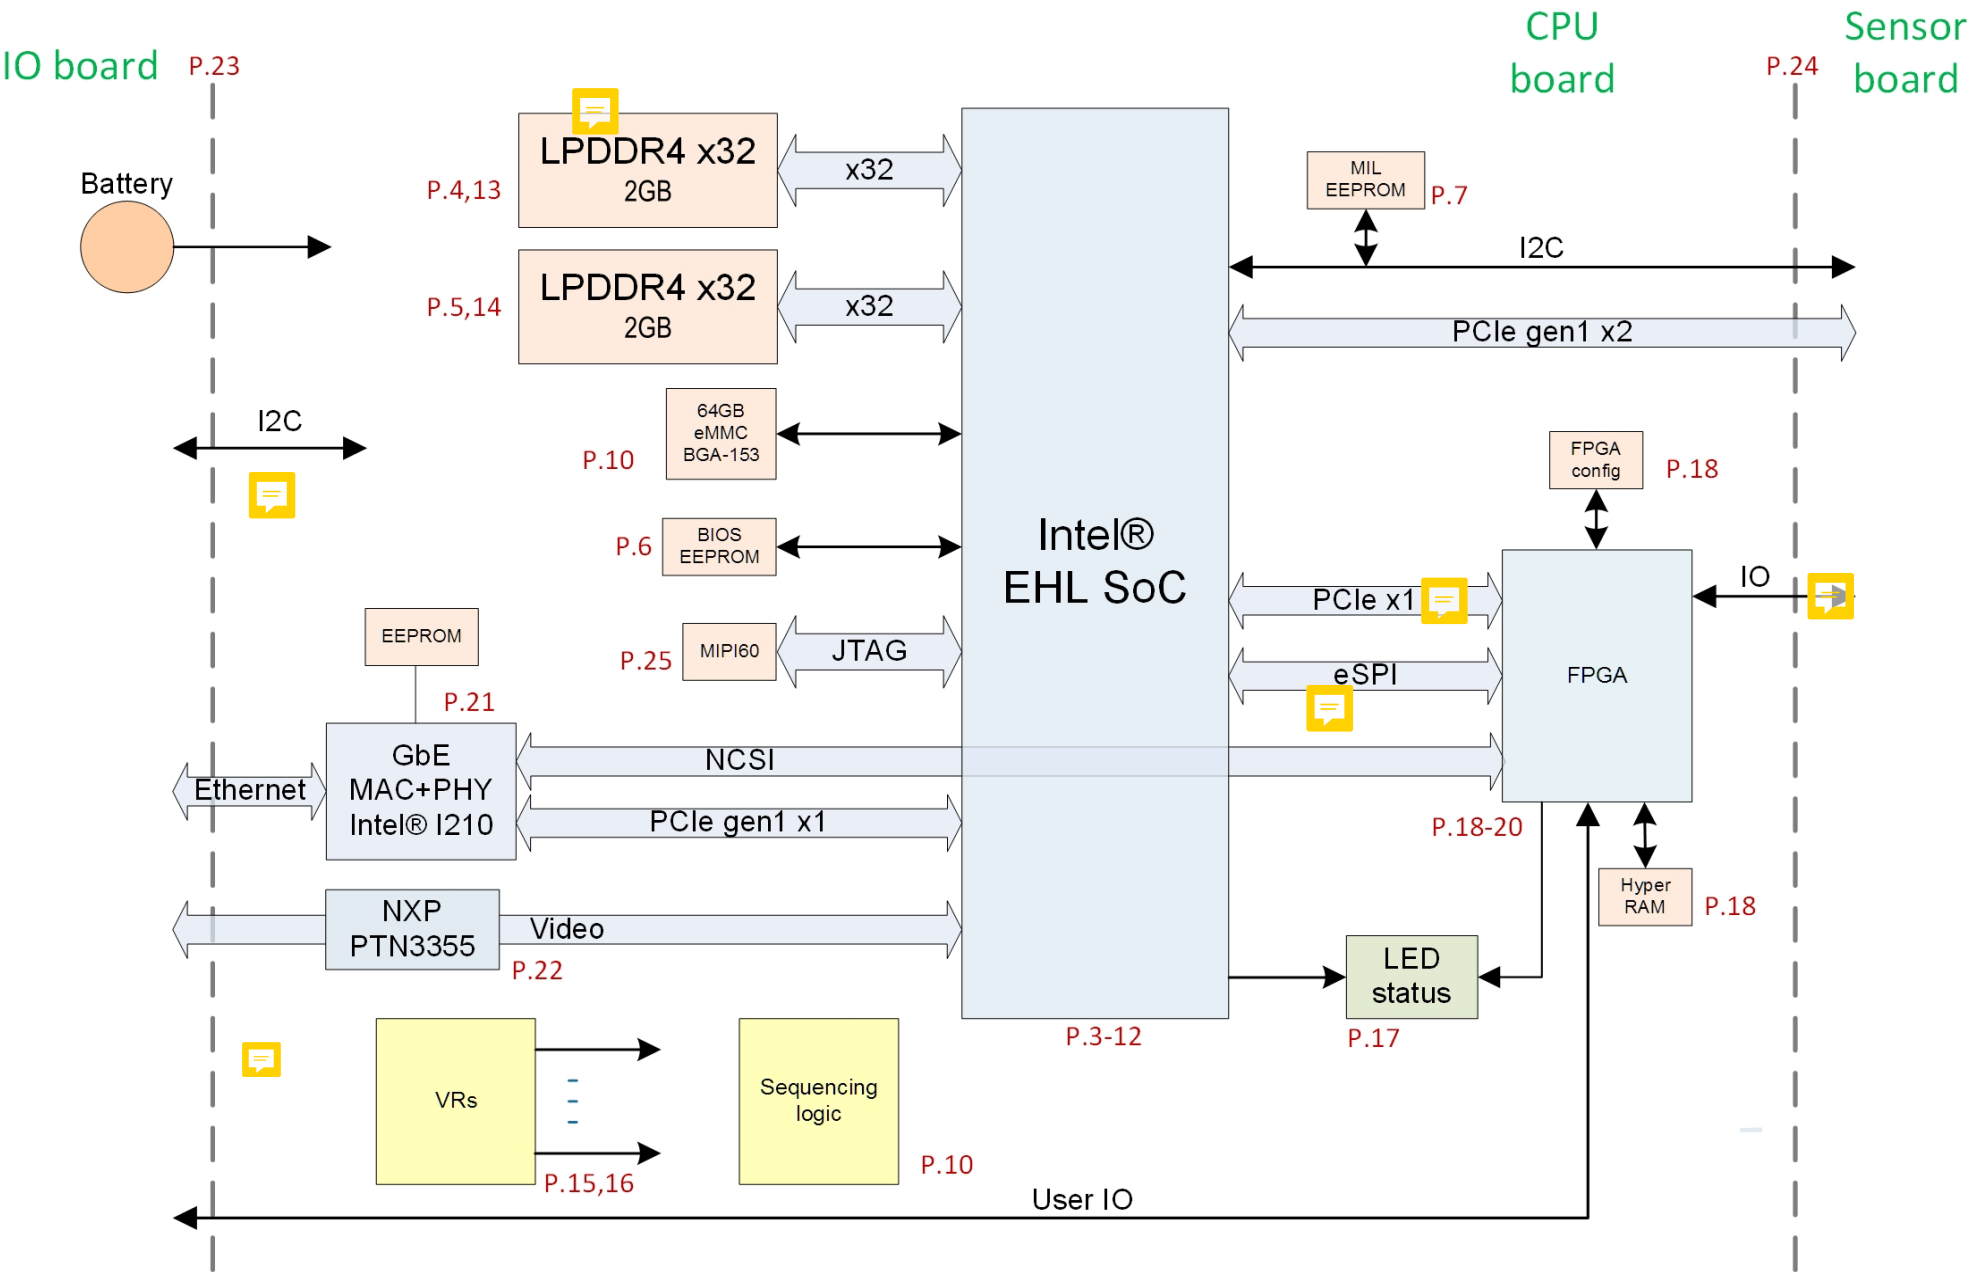 IO board
P.23
CPU
board
P.24
Sensor
board
Battery
LPDDR4 x32
2GB
P.4,13
x32
LPDDR4 x32
2GB
P.5,14
x32
MIL
EEPROM
P.7
I2C
PCIe gen1 x2
I2C
64GB
eMMC
BGA-153
P.10
BIOS
EEPROM
P.6
MIPI60
P.25
JTAG
Intel®
EHL SoC
P.3-12
FPGA
config
P.18
PCIe x1
eSPI
FPGA
IO
P.18-20
EEPROM
P.21
GbE
MAC+PHY
Intel® I210
Ethernet
NCSI
PCIe gen1 x1
Hyper
RAM
P.18
NXP
PTN3355
Video
P.22
LED
status
P.17
VRs
P.15,16
Sequencing
logic
P.10
User IO